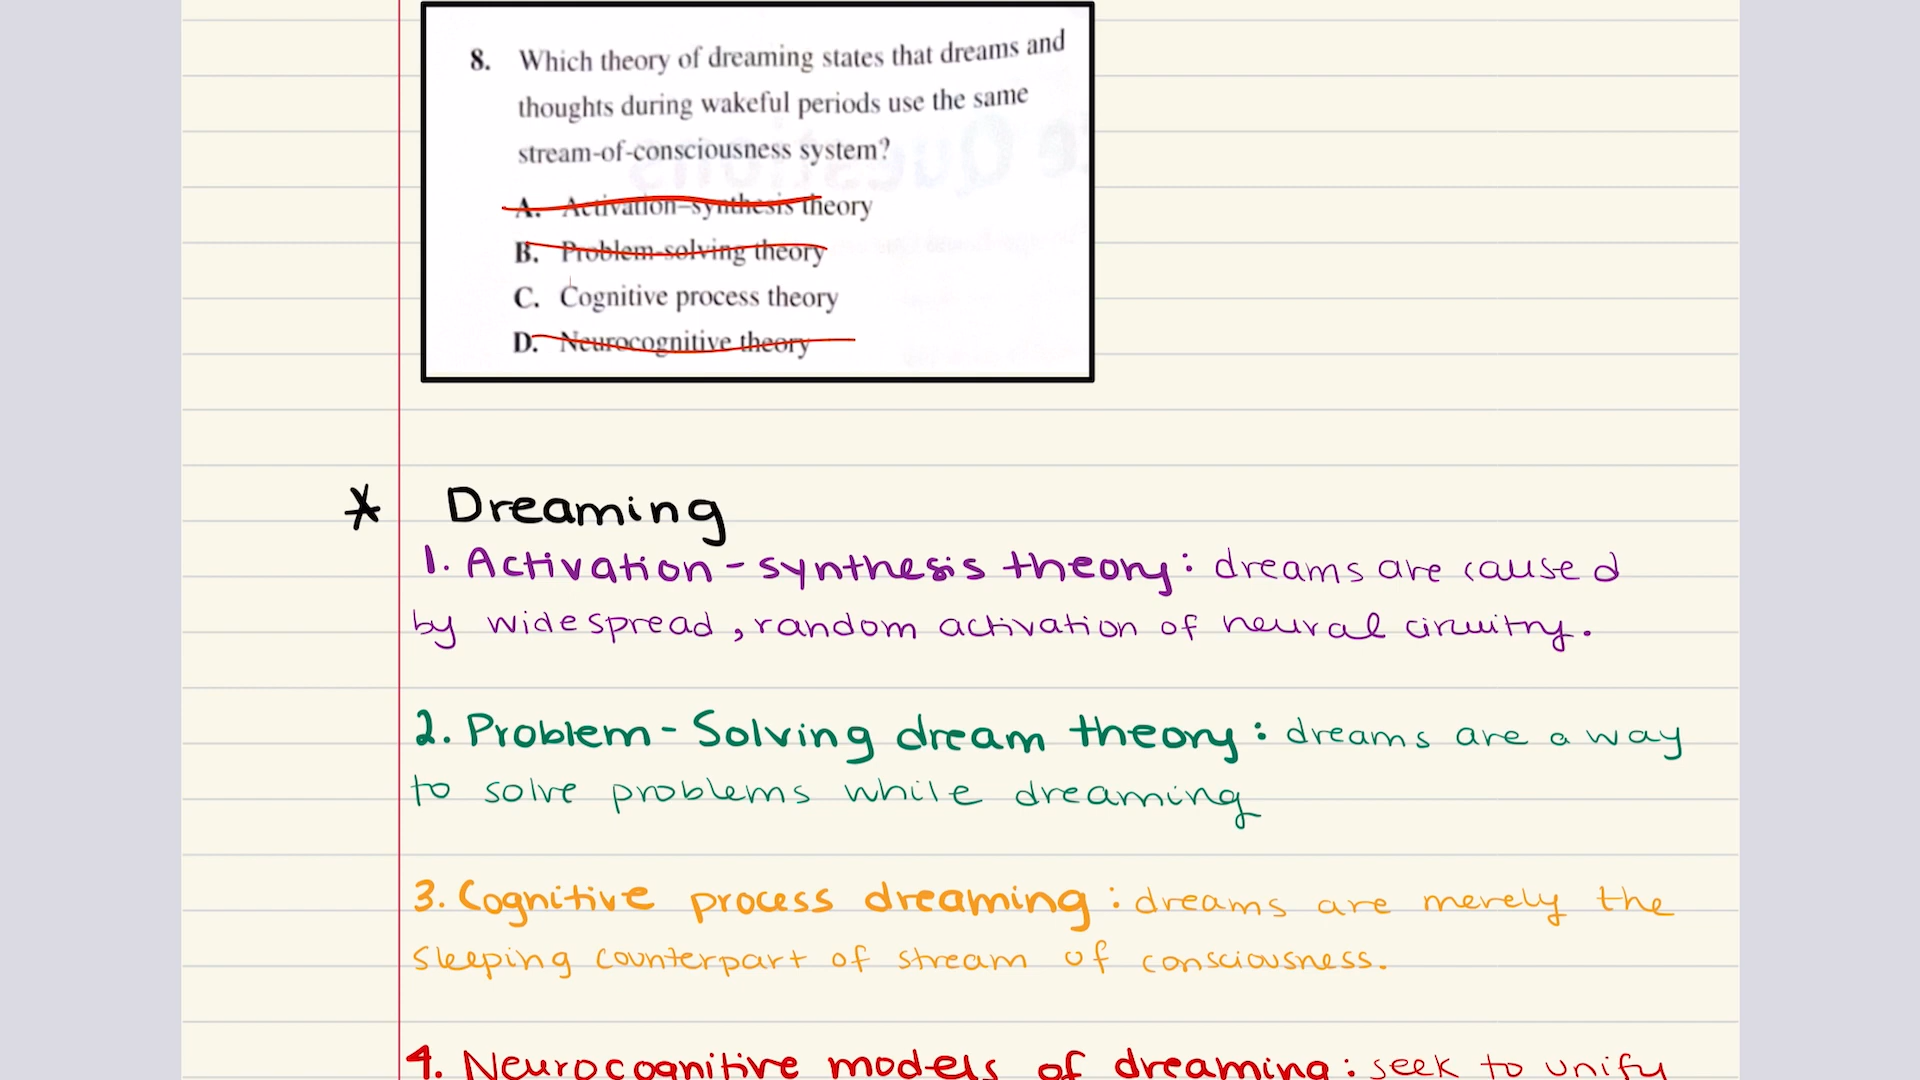 8. Which theory of dreaming states that dreams and
thoughts during wakeful periods use the same
stream-of-consciousness system?
A. Activation–synthesis theory
B. Problem-solving theory
C. Cognitive process theory
D. Neurocognitive theory
* Dreaming
1. Activation-synthesis theory: dreams are caused
by widespread, random activation of neural circuitry.
2. Problem-Solving dream theory: dreams are a way
to solve problems while dreaming
3. Cognitive process dreaming: dreams are merely the
sleeping counterpart of stream of consciousness.
4. Neurocognitive models of dreaming: seek to unify